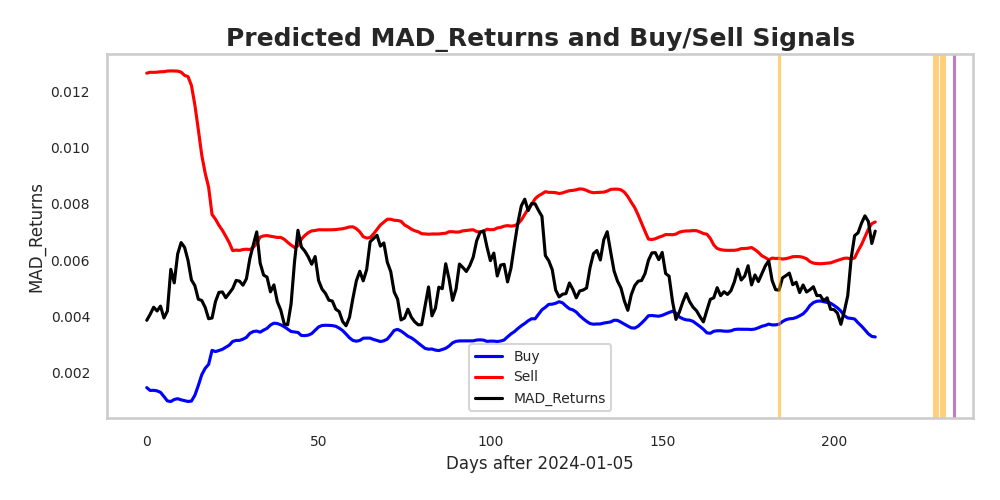 Predicted MAD_Returns and Buy/Sell Signals
MAD_Returns
0.012
0.010
0.008
0.006
0.004
0.002
Buy
Sell
MAD_Returns
0 50 100 150 200
Days after 2024-01-05